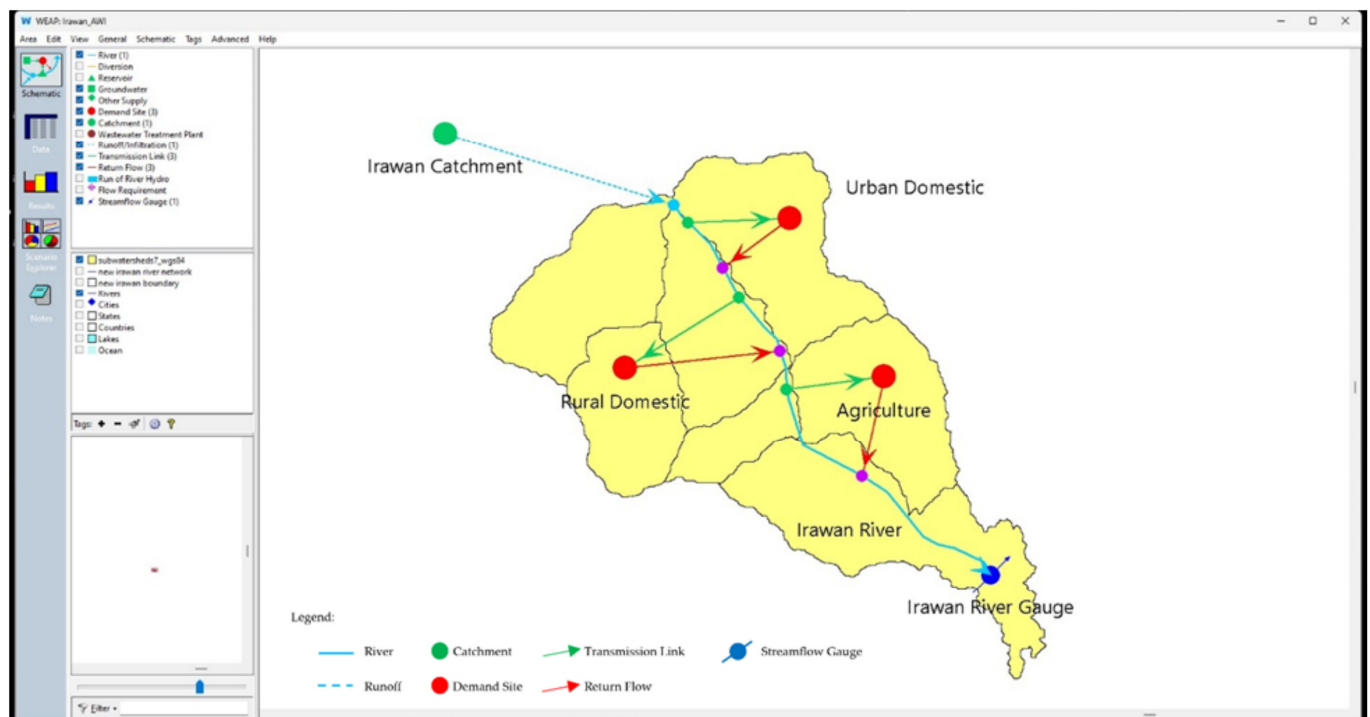 WEAP: Irawan_AWI
Area Edit View General Schematic Tags Advanced Help
Schematic
Data
Results
Scenario
Explorer
Notes
River (1)
Diversion
Reservoir
Groundwater
Other Supply
Demand Site (3)
Catchment (1)
Wastewater Treatment Plant
Runoff/Infiltration (1)
Transmission Link (3)
Return Flow (3)
Run of River Hydro
Flow Requirement
Streamflow Gauge (1)
subwatersheds7_wgs84
new irawan river network
new irawan boundary
Rivers
Cities
States
Countries
Lakes
Ocean
Tags: + −
Filter
Irawan Catchment
Urban Domestic
Rural Domestic
Agriculture
Irawan River
Irawan River Gauge
Legend:
River Catchment Transmission Link Streamflow Gauge
Runoff Demand Site Return Flow